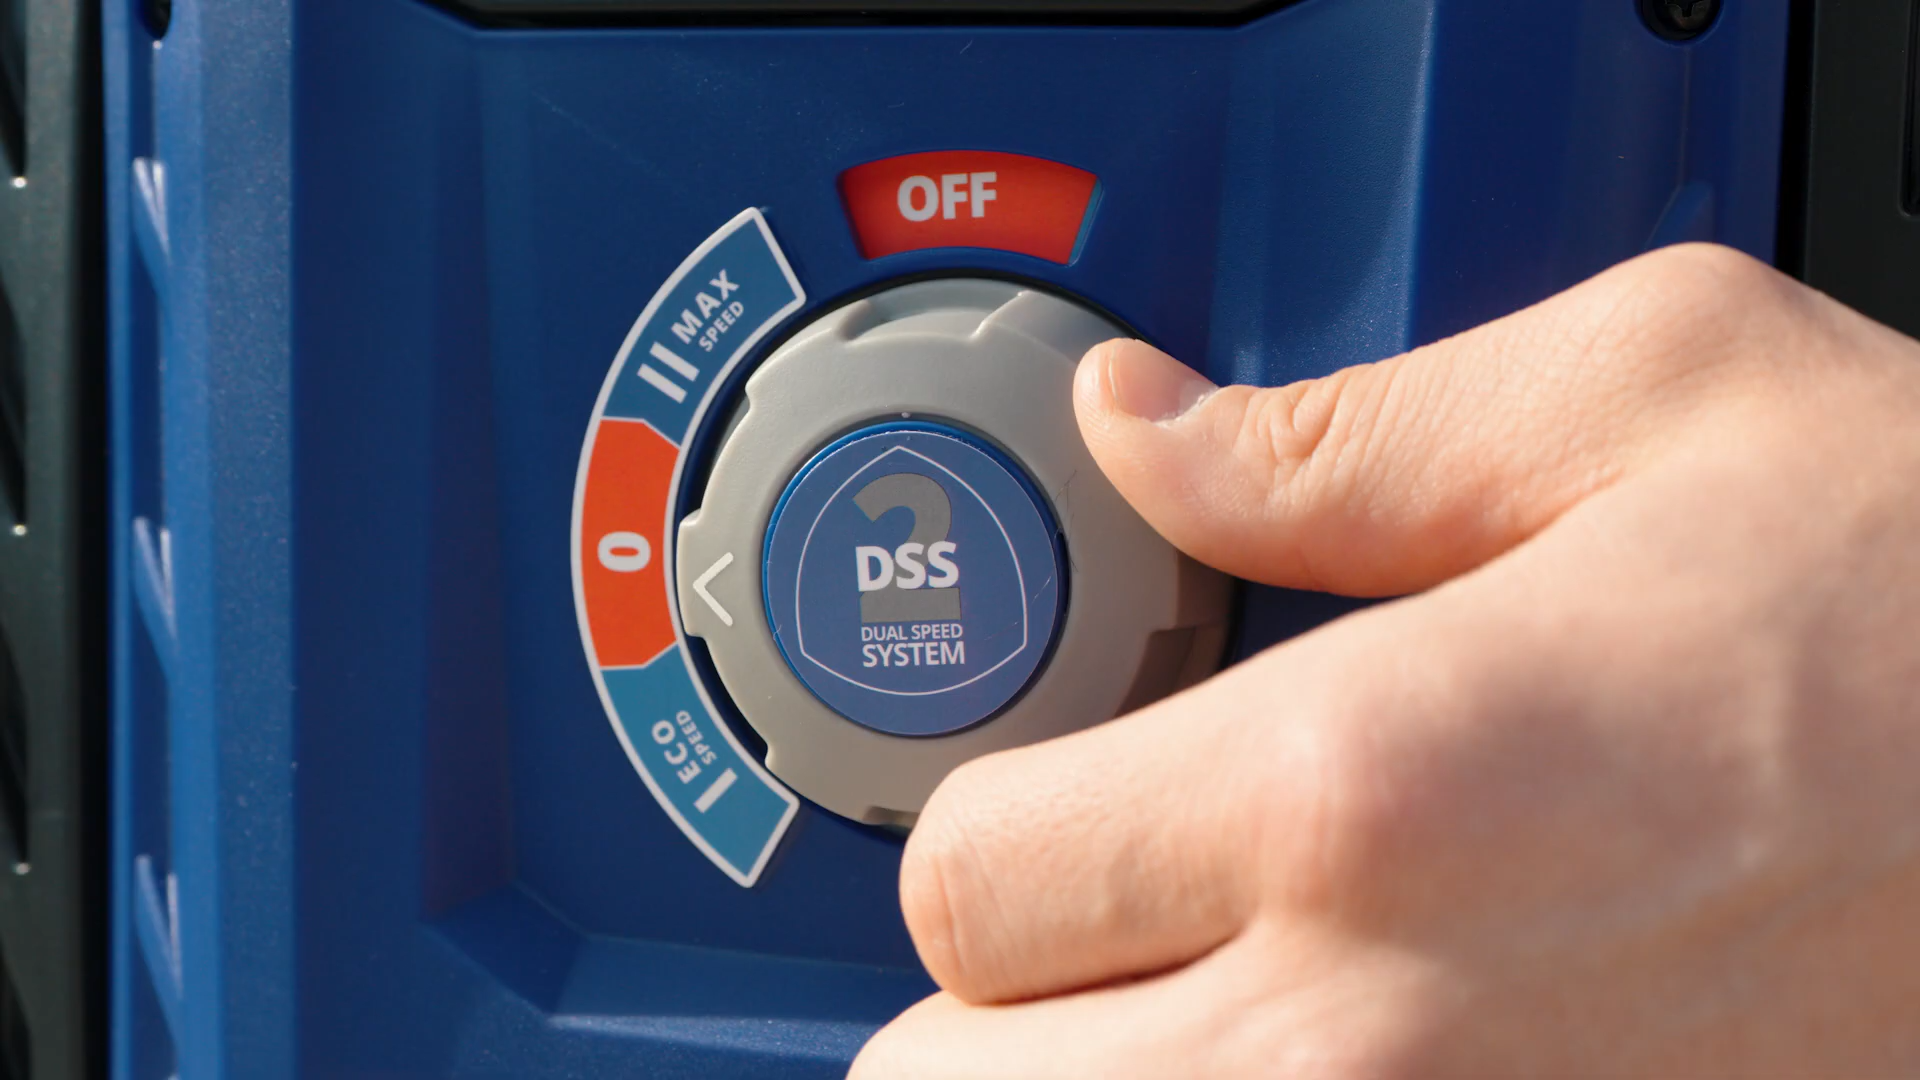 OFF
II MAX
SPEED
0
I ECO
SPEED
2
DSS
DUAL SPEED
SYSTEM